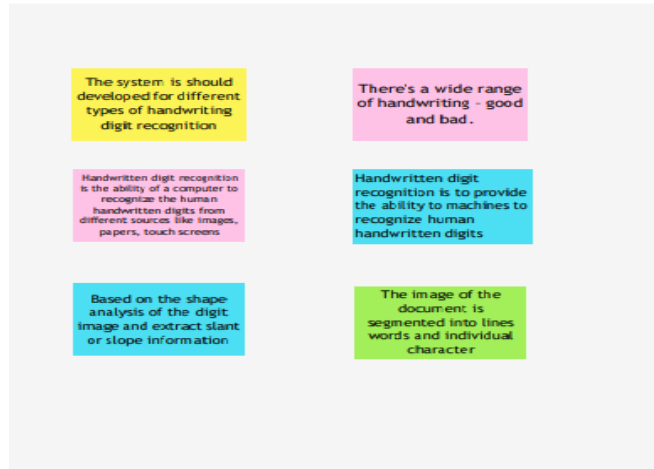 The system is should
developed for different
types of handwriting
digit recognition
There's a wide range
of handwriting - good
and bad.
Handwritten digit recognition
is the ability of a computer to
recognize the human
handwritten digits from
different sources like images,
papers, touch screens
Handwritten digit
recognition is to provide
the ability to machines to
recognize human
handwritten digits
Based on the shape
analysis of the digit
image and extract slant
or slope information
The image of the
document is
segmented into lines
words and individual
character